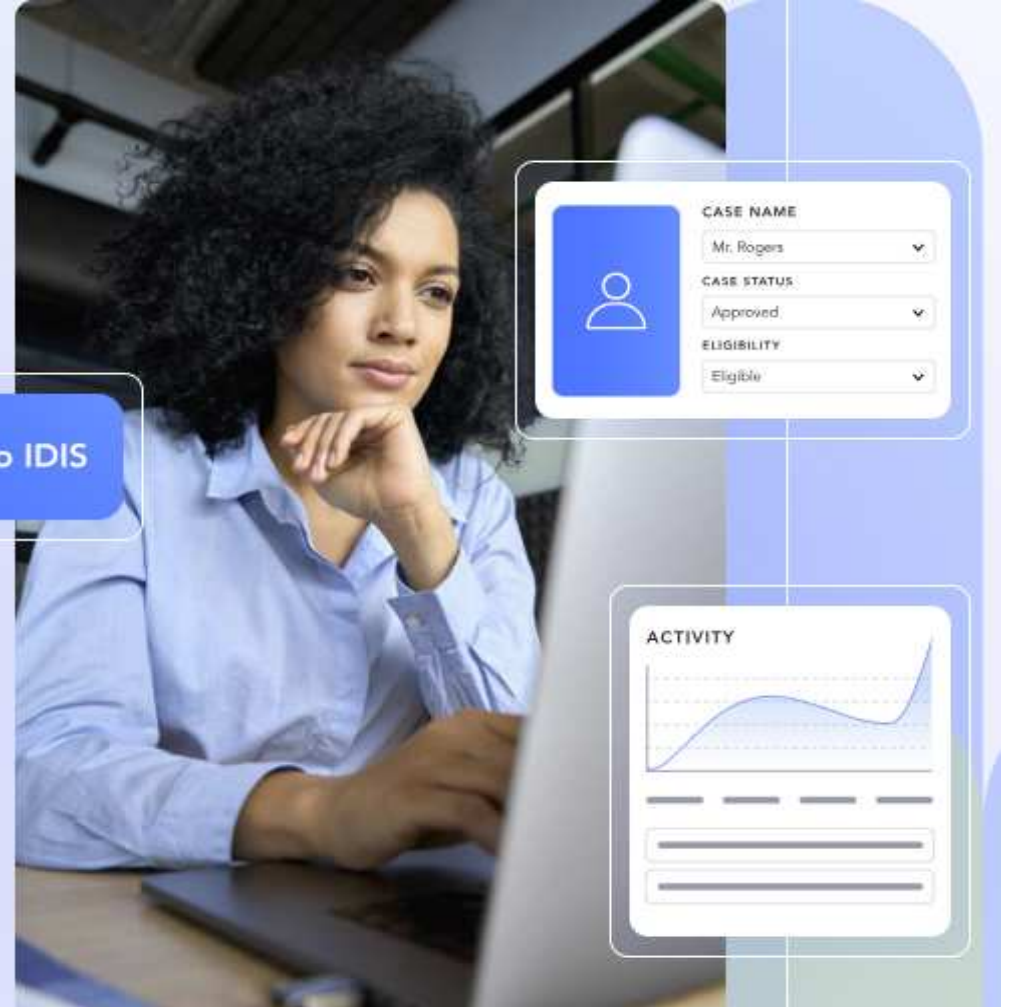 CASE NAME
Mr. Rogers
CASE STATUS
Approved
ELIGIBILITY
Eligible
o IDIS
ACTIVITY